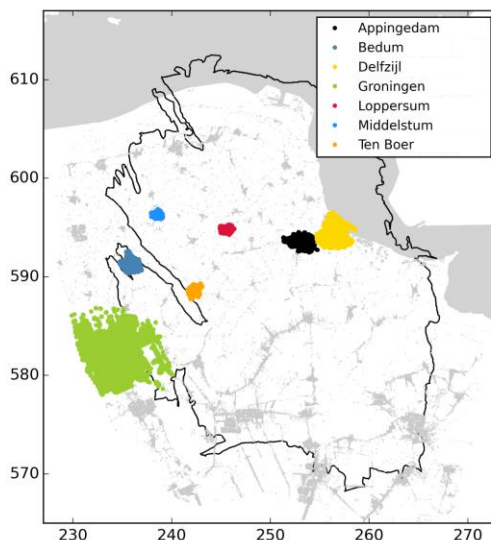 Appingedam
Bedum
Delfzijl
Groningen
Loppersum
Middelstum
Ten Boer
610
600
590
580
570
230
240
250
260
270